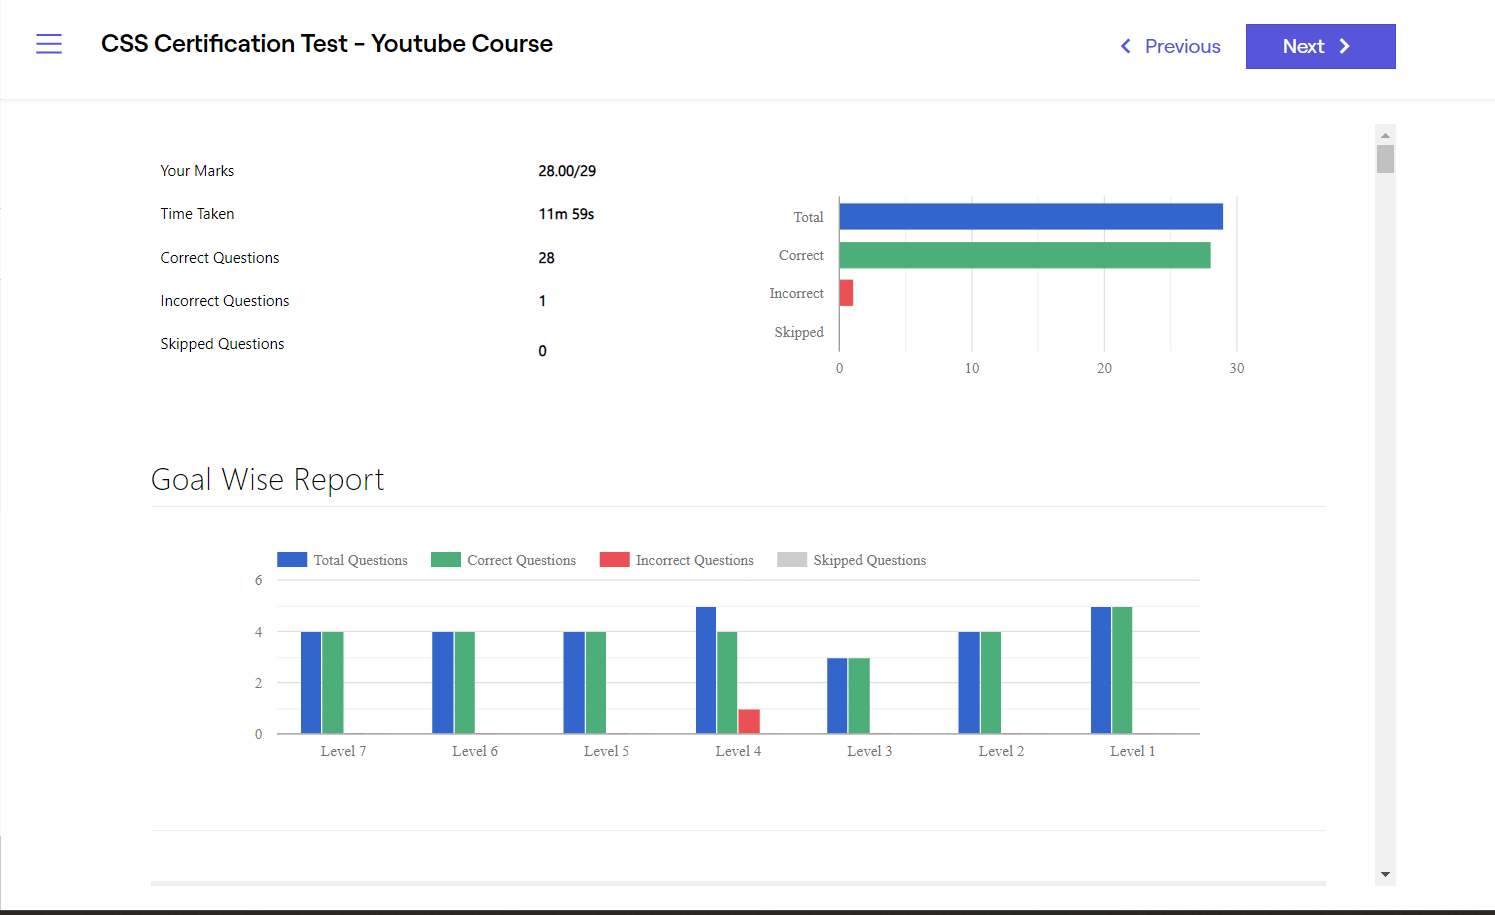 CSS Certification Test - Youtube Course
Previous
Next
Your Marks 28.00/29
Time Taken 11m 59s
Correct Questions 28
Incorrect Questions 1
Skipped Questions 0
Total
Correct
Incorrect
Skipped
0 10 20 30
Goal Wise Report
Total Questions Correct Questions Incorrect Questions Skipped Questions
6
4
2
0
Level 7 Level 6 Level 5 Level 4 Level 3 Level 2 Level 1